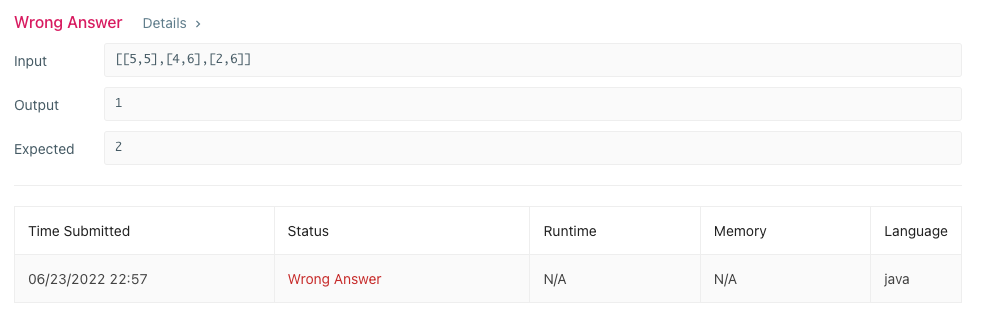 Wrong Answer Details >
Input [[5,5],[4,6],[2,6]]
Output 1
Expected 2
Time Submitted Status Runtime Memory Language
06/23/2022 22:57 Wrong Answer N/A N/A java